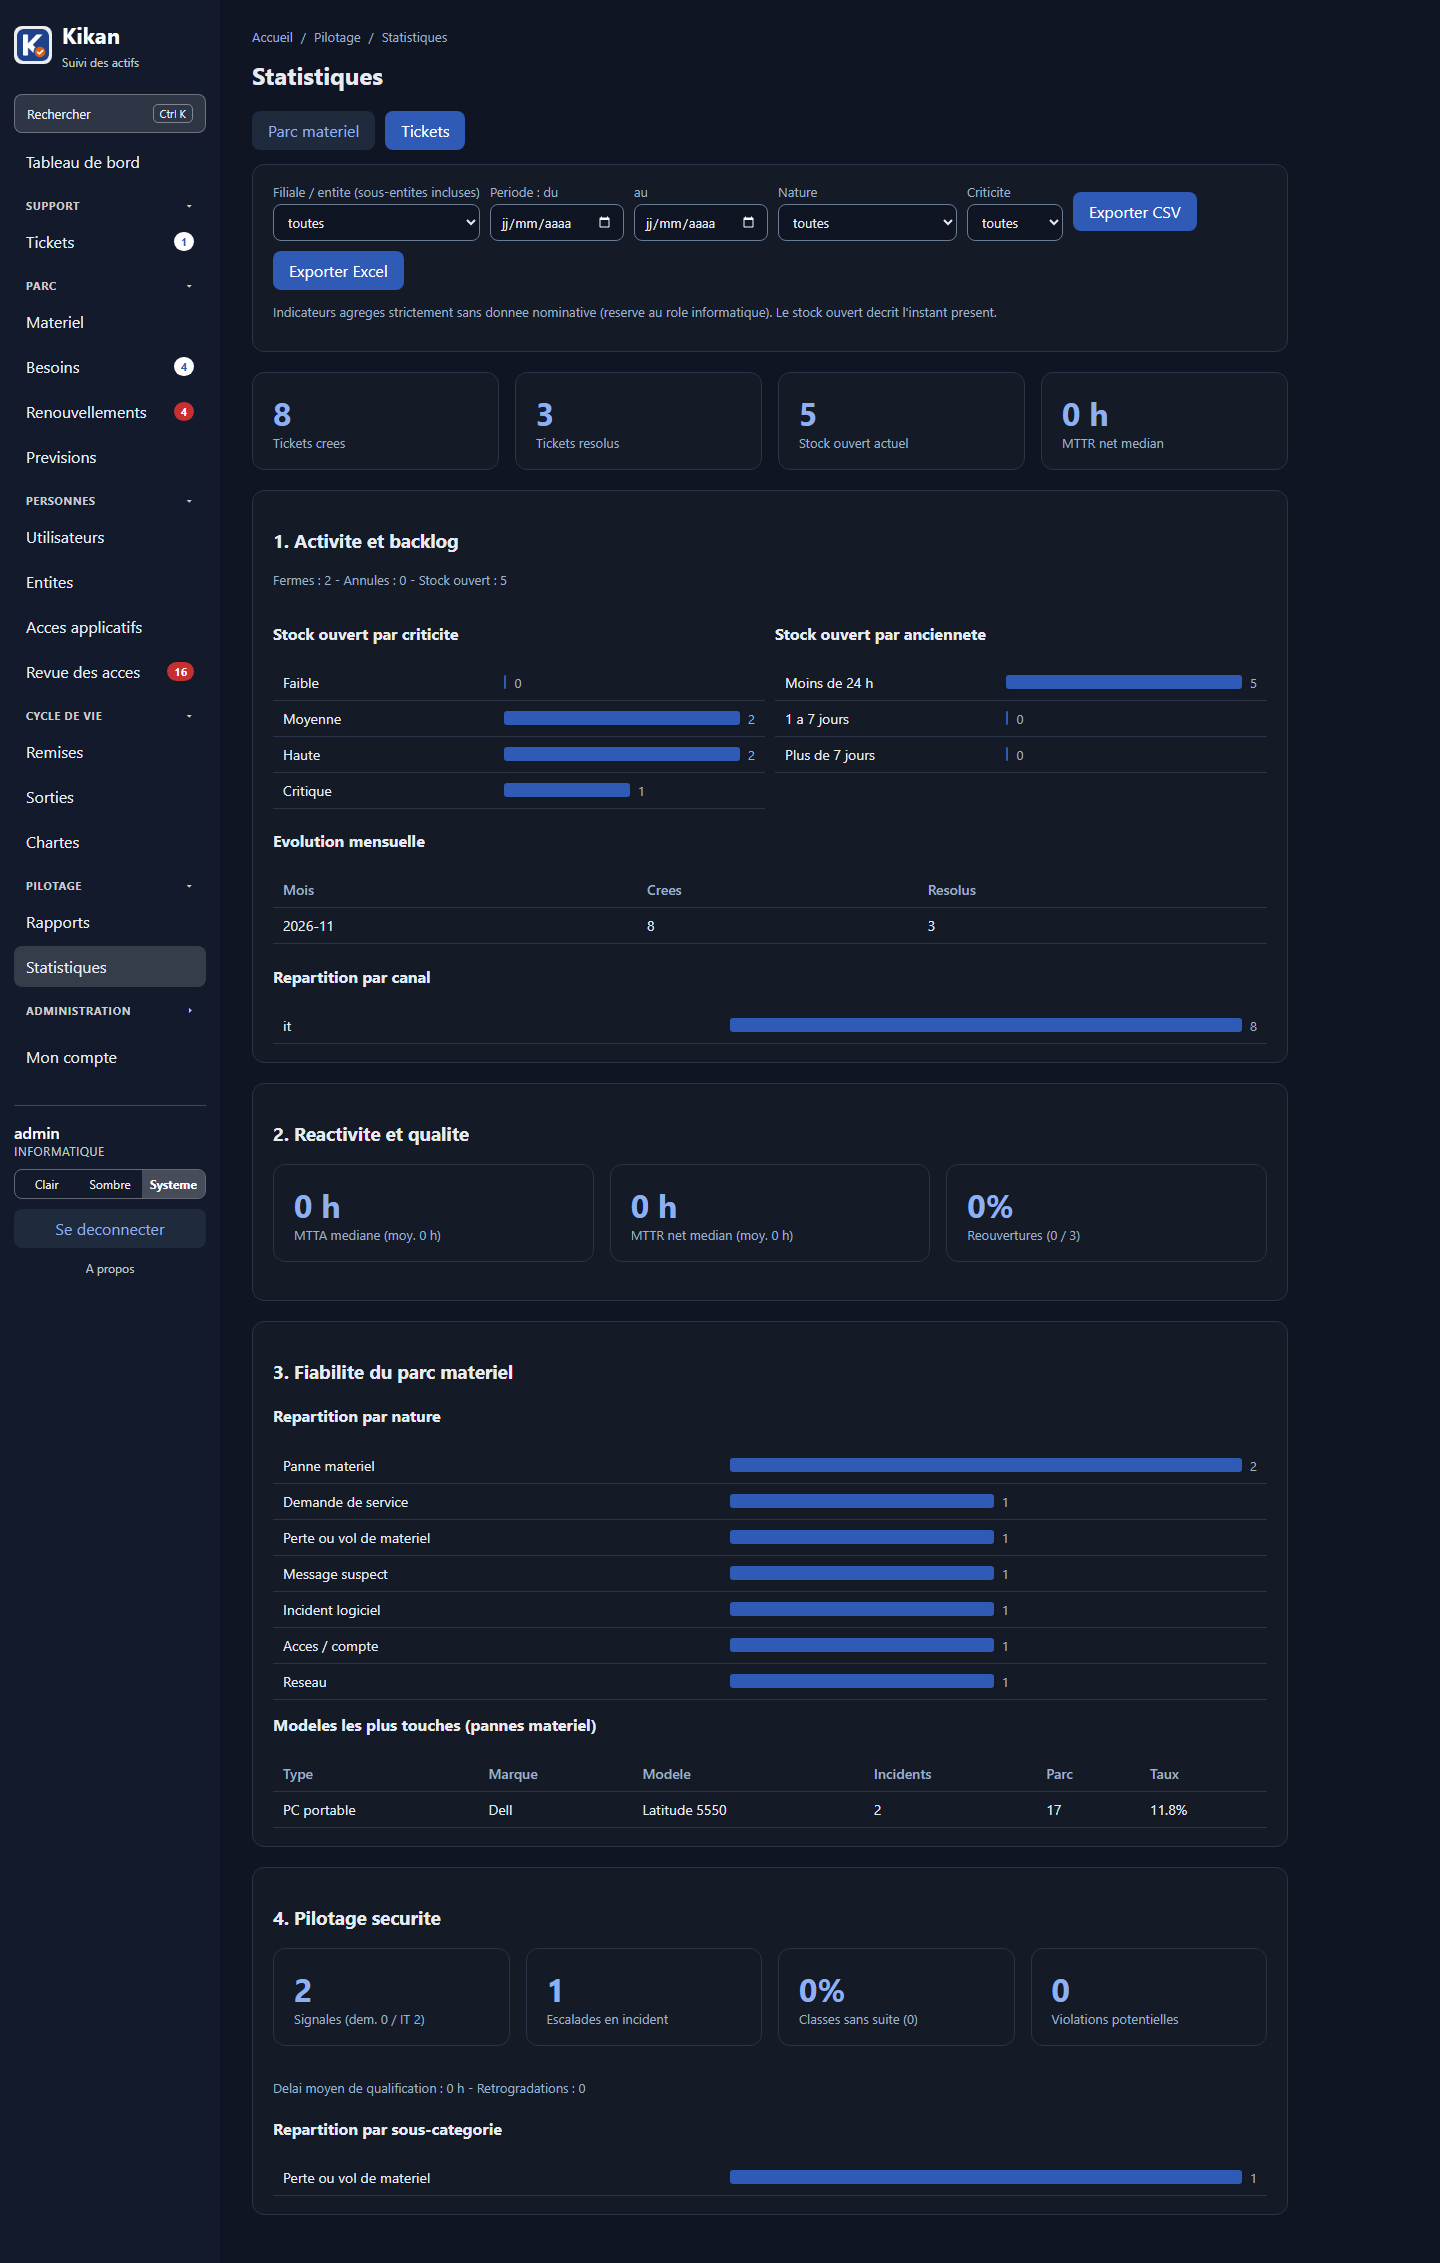 Kikan
Suivi des actifs
Rechercher Ctrl K
Tableau de bord
SUPPORT
Tickets 1
PARC
Materiel
Besoins 4
Renouvellements 4
Previsions
PERSONNES
Utilisateurs
Entites
Acces applicatifs
Revue des acces 16
CYCLE DE VIE
Remises
Sorties
Chartes
PILOTAGE
Rapports
Statistiques
ADMINISTRATION
Mon compte
admin
INFORMATIQUE
Clair Sombre Systeme
Se deconnecter
A propos
Accueil / Pilotage / Statistiques
Statistiques
Parc materiel Tickets
Filiale / entite (sous-entites incluses) Periode : du au Nature Criticite
toutes jj/mm/aaaa jj/mm/aaaa toutes toutes Exporter CSV
Exporter Excel
Indicateurs agreges strictement sans donnee nominative (reserve au role informatique). Le stock ouvert decrit l'instant present.
8 3 5 0 h
Tickets crees Tickets resolus Stock ouvert actuel MTTR net median
1. Activite et backlog
Fermes : 2 - Annules : 0 - Stock ouvert : 5
Stock ouvert par criticite
Faible 0
Moyenne 2
Haute 2
Critique 1
Stock ouvert par anciennete
Moins de 24 h 5
1 a 7 jours 0
Plus de 7 jours 0
Evolution mensuelle
Mois Crees Resolus
2026-11 8 3
Repartition par canal
it 8
2. Reactivite et qualite
0 h 0 h 0%
MTTA mediane (moy. 0 h) MTTR net median (moy. 0 h) Reouvertures (0 / 3)
3. Fiabilite du parc materiel
Repartition par nature
Panne materiel 2
Demande de service 1
Perte ou vol de materiel 1
Message suspect 1
Incident logiciel 1
Acces / compte 1
Reseau 1
Modeles les plus touches (pannes materiel)
Type Marque Modele Incidents Parc Taux
PC portable Dell Latitude 5550 2 17 11.8%
4. Pilotage securite
2 1 0% 0
Signales (dem. 0 / IT 2) Escalades en incident Classes sans suite (0) Violations potentielles
Delai moyen de qualification : 0 h - Retrogradations : 0
Repartition par sous-categorie
Perte ou vol de materiel 1